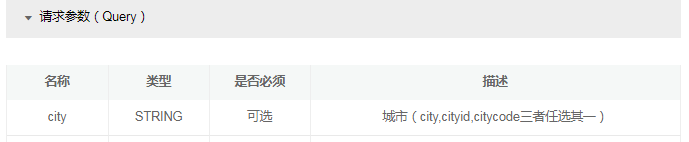 请求参数（Query）
名称 类型 是否必须 描述
city STRING 可选 城市（city,cityid,citycode三者任选其一）